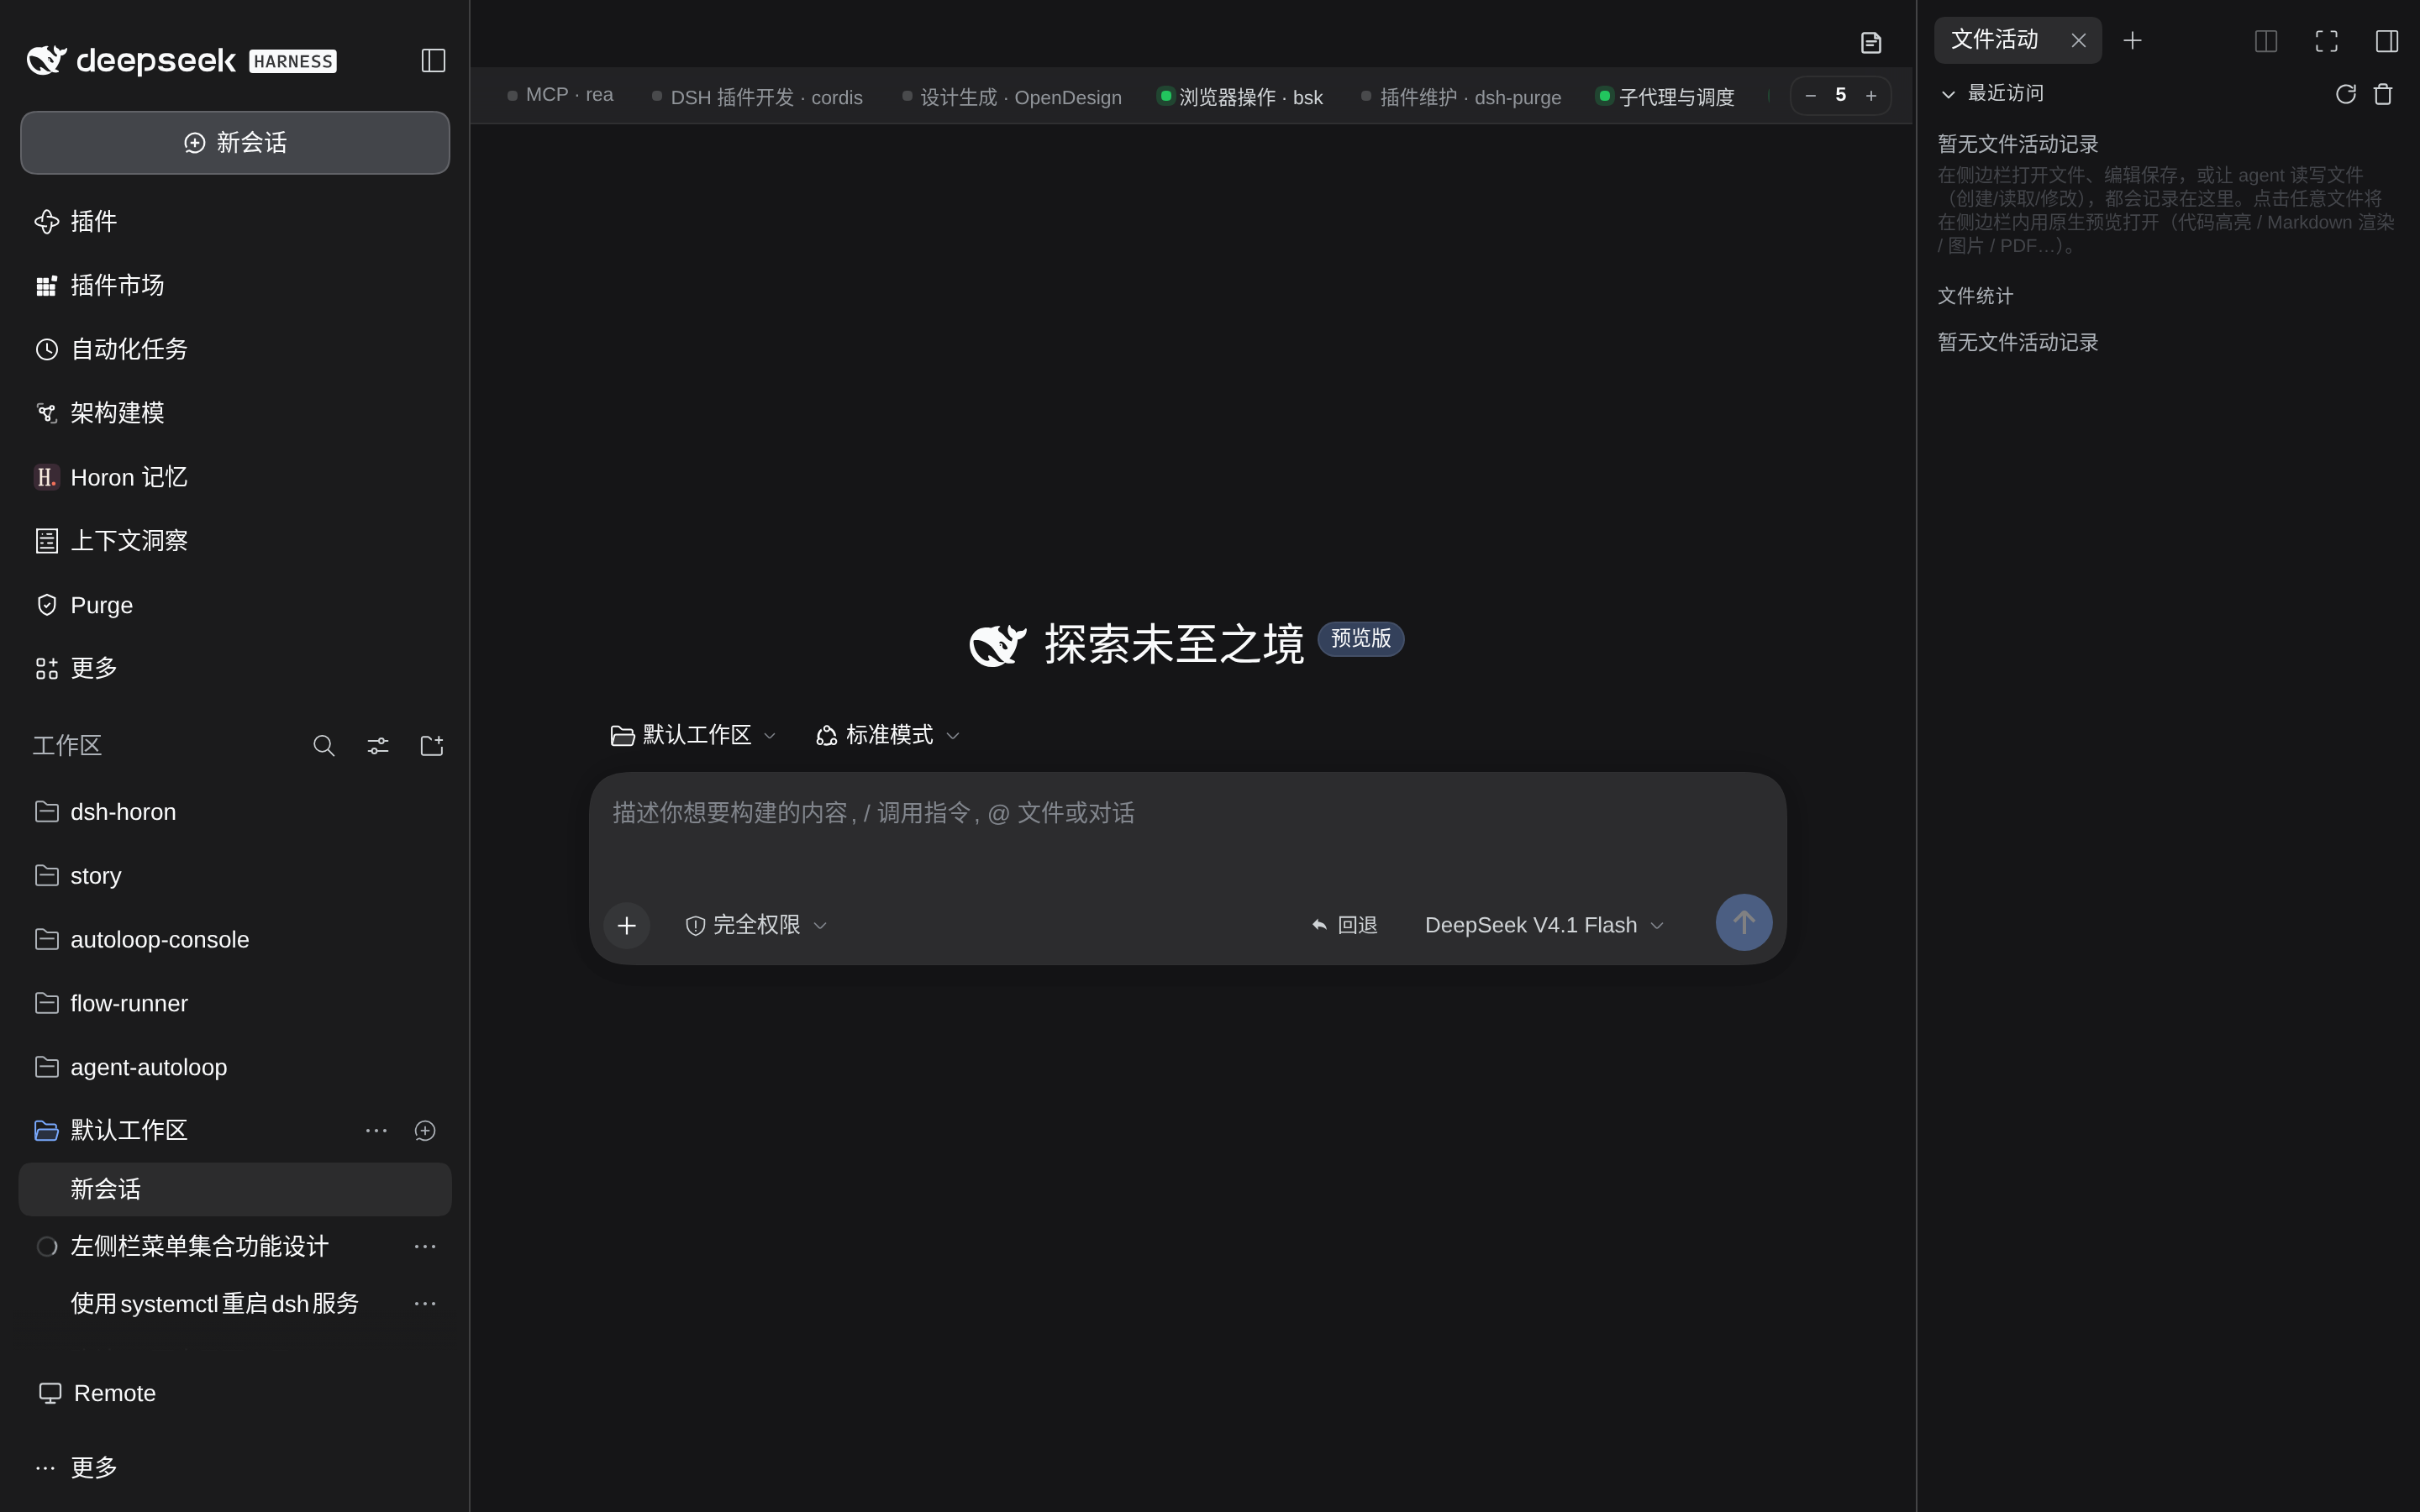 deepseek HARNESS
新会话
插件
插件市场
自动化任务
架构建模
H. Horon 记忆
上下文洞察
Purge
更多
工作区
dsh-horon
story
autoloop-console
flow-runner
agent-autoloop
默认工作区
新会话
左侧栏菜单集合功能设计
使用 systemctl 重启 dsh 服务
Remote
更多
MCP · rea
DSH 插件开发 · cordis
设计生成 · OpenDesign
浏览器操作 · bsk
插件维护 · dsh-purge
子代理与调度
− 5 +
探索未至之境 预览版
默认工作区 标准模式
描述你想要构建的内容, / 调用指令, @ 文件或对话
完全权限 回退 DeepSeek V4.1 Flash
文件活动
最近访问
暂无文件活动记录
在侧边栏打开文件、编辑保存，或让 agent 读写文件
（创建/读取/修改），都会记录在这里。点击任意文件将
在侧边栏内用原生预览打开（代码高亮 / Markdown 渲染
/ 图片 / PDF…）。
文件统计
暂无文件活动记录